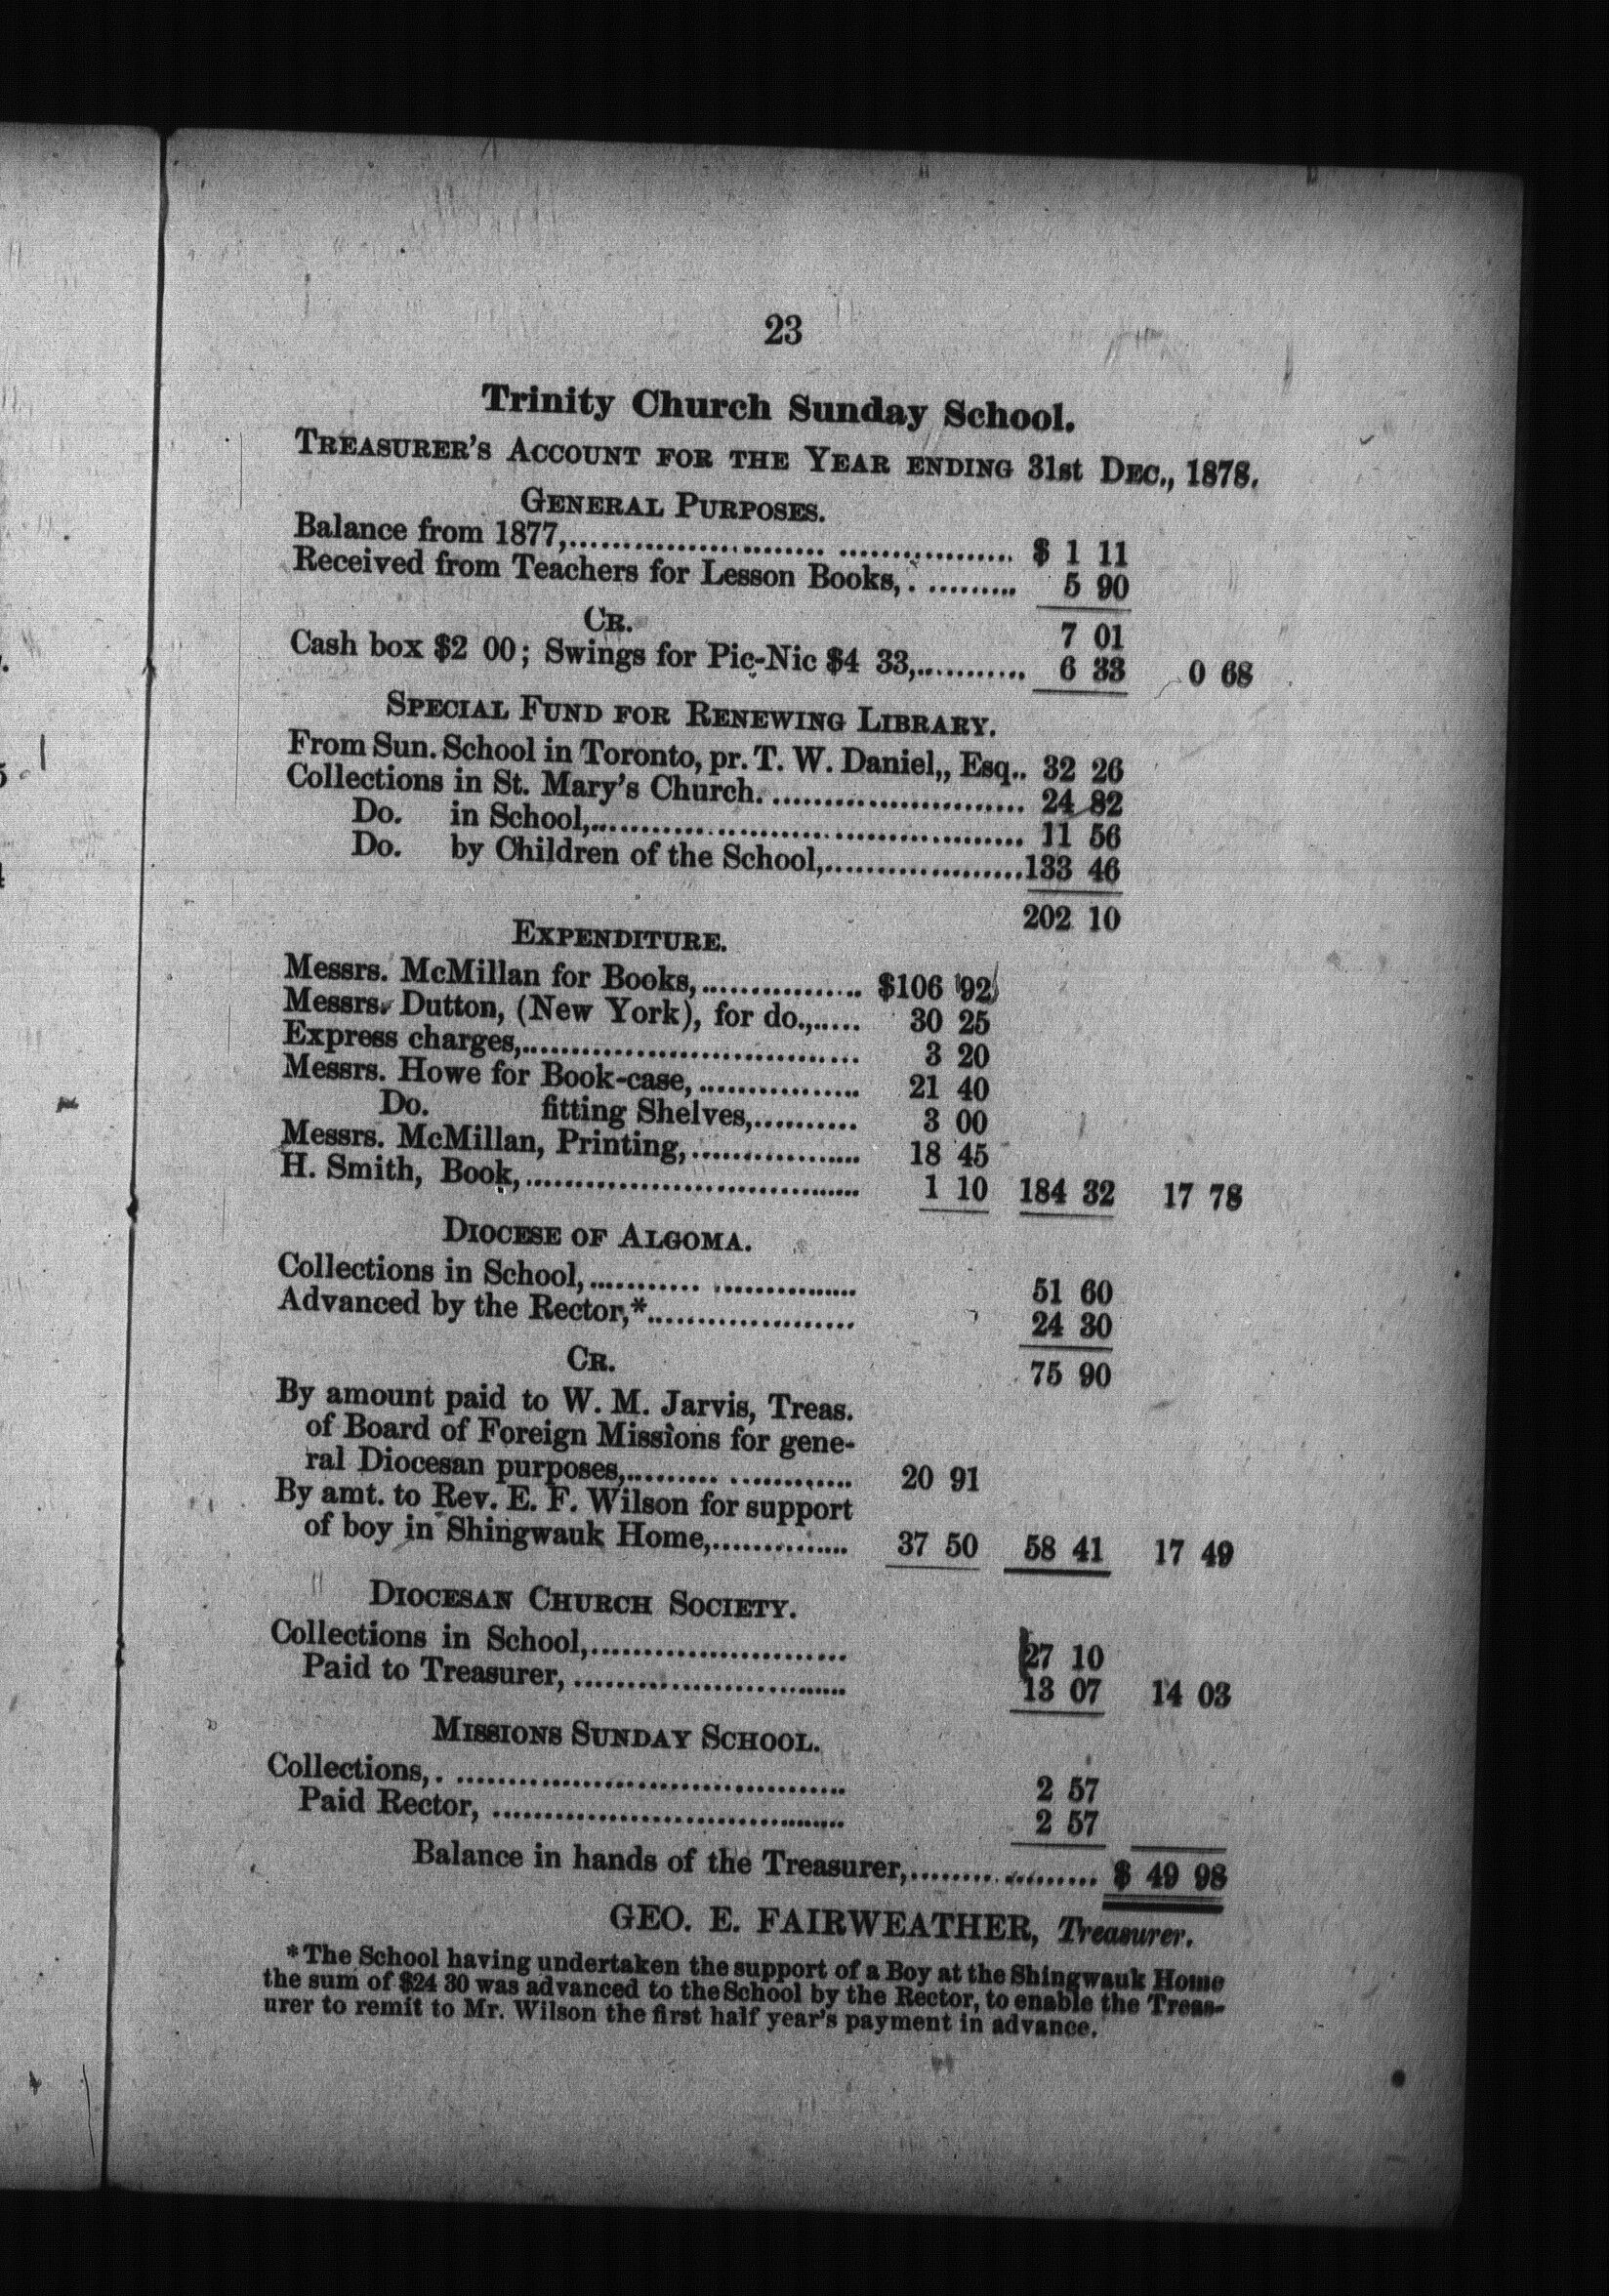 23
Trinity Church Sunday School.
TREASURER'S ACCOUNT FOR THE YEAR ENDING 31st DEC., 1878.
GENERAL PURPOSES.
Balance from 1877,........................ $ 1 11
Received from Teachers for Lesson Books,. ......... 5 90
CR. 7 01
Cash box $2 00; Swings for Pic-Nic $4 33,........... 6 33 0 68
SPECIAL FUND FOR RENEWING LIBRARY.
From Sun. School in Toronto, pr. T. W. Daniel,, Esq.. 32 26
Collections in St. Mary's Church. ........................ 24 82
Do. in School,........................................ 11 56
Do. by Children of the School,...................133 46
202 10
EXPENDITURE.
Messrs. McMillan for Books,................ $106 92
Messrs. Dutton, (New York), for do.,..... 30 25
Express charges,................................. 3 20
Messrs. Howe for Book-case,................ 21 40
Do. fitting Shelves,.......... 3 00
Messrs. McMillan, Printing,................. 18 45
H. Smith, Book,................................. 1 10 184 32 17 78
DIOCESE OF ALGOMA.
Collections in School,........... .............. 51 60
Advanced by the Rector,*.................... 24 30
CR. 75 90
By amount paid to W. M. Jarvis, Treas.
of Board of Foreign Missions for gene-
ral Diocesan purposes,......... ............ 20 91
By amt. to Rev. E. F. Wilson for support
of boy in Shingwauk Home,.............. 37 50 58 41 17 49
DIOCESAN CHURCH SOCIETY.
Collections in School,......................... 27 10
Paid to Treasurer, .......................... 13 07 14 03
MISSIONS SUNDAY SCHOOL.
Collections,. ...................................... 2 57
Paid Rector, .................................. 2 57
Balance in hands of the Treasurer,......... ......... $ 49 98
GEO. E. FAIRWEATHER, Treasurer.
*The School having undertaken the support of a Boy at the Shingwauk Home
the sum of $24 30 was advanced to the School by the Rector, to enable the Treas-
urer to remit to Mr. Wilson the first half year's payment in advance.